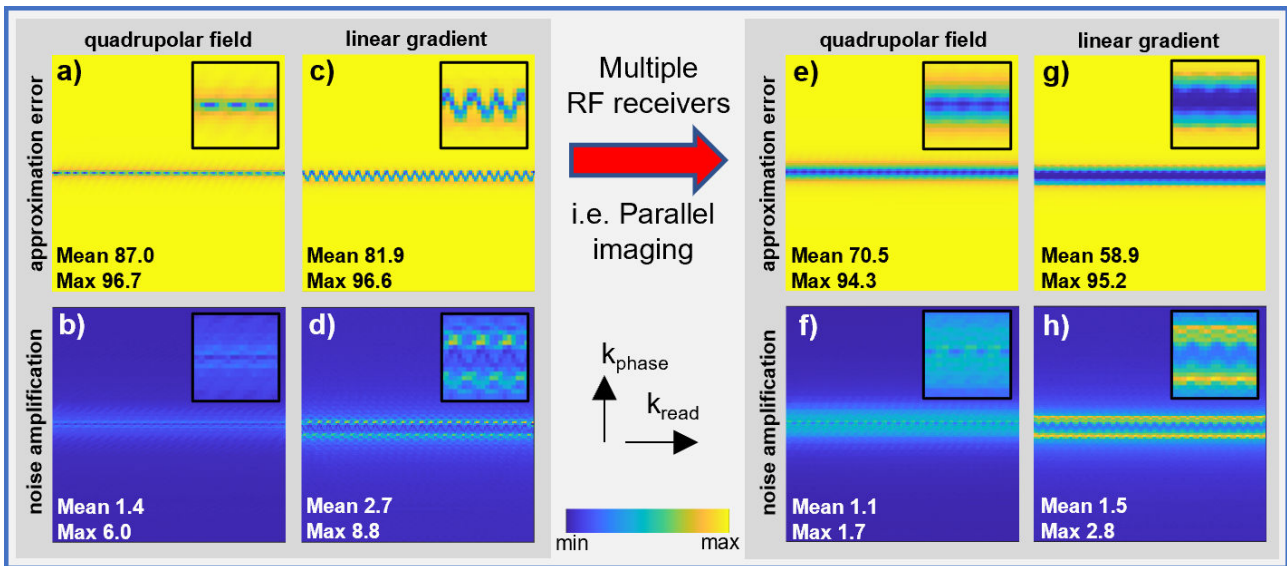 quadrupolar field
linear gradient
approximation error
a)
Mean 87.0
Max 96.7
c)
Mean 81.9
Max 96.6
noise amplification
b)
Mean 1.4
Max 6.0
d)
Mean 2.7
Max 8.8
Multiple
RF receivers
i.e. Parallel
imaging
kphase
kread
min
max
quadrupolar field
linear gradient
approximation error
e)
Mean 70.5
Max 94.3
g)
Mean 58.9
Max 95.2
noise amplification
f)
Mean 1.1
Max 1.7
h)
Mean 1.5
Max 2.8